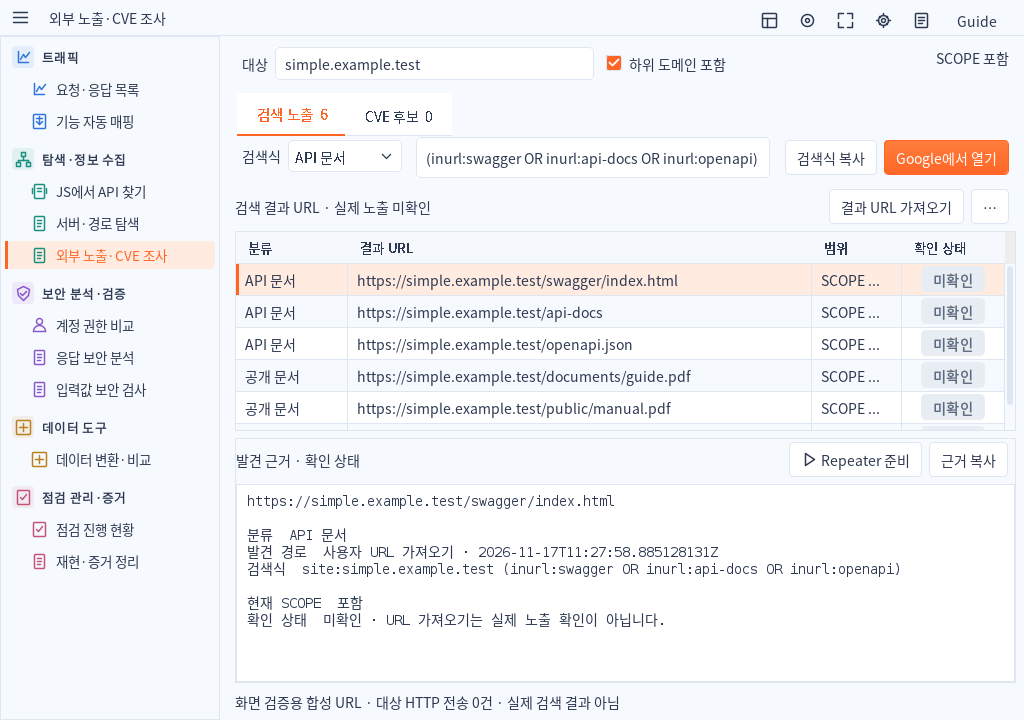 외부 노출·CVE 조사
Guide
트래픽
요청·응답 목록
기능 자동 매핑
탐색·정보 수집
JS에서 API 찾기
서버·경로 탐색
외부 노출·CVE 조사
보안 분석·검증
계정 권한 비교
응답 보안 분석
입력값 보안 검사
데이터 도구
데이터 변환·비교
점검 관리·증거
점검 진행 현황
재현·증거 정리
대상 simple.example.test 하위 도메인 포함 SCOPE 포함
검색 노출 6 CVE 후보 0
검색식 API 문서 (inurl:swagger OR inurl:api-docs OR inurl:openapi) 검색식 복사 Google에서 열기
검색 결과 URL · 실제 노출 미확인 결과 URL 가져오기 ...
분류 결과 URL 범위 확인 상태
API 문서 https://simple.example.test/swagger/index.html SCOPE ... 미확인
API 문서 https://simple.example.test/api-docs SCOPE ... 미확인
API 문서 https://simple.example.test/openapi.json SCOPE ... 미확인
공개 문서 https://simple.example.test/documents/guide.pdf SCOPE ... 미확인
공개 문서 https://simple.example.test/public/manual.pdf SCOPE ... 미확인
발견 근거 · 확인 상태 Repeater 준비 근거 복사
https://simple.example.test/swagger/index.html
분류 API 문서
발견 경로 사용자 URL 가져오기 · 2026-11-17T11:27:58.885128131Z
검색식 site:simple.example.test (inurl:swagger OR inurl:api-docs OR inurl:openapi)
현재 SCOPE 포함
확인 상태 미확인 · URL 가져오기는 실제 노출 확인이 아닙니다.
화면 검증용 합성 URL · 대상 HTTP 전송 0건 · 실제 검색 결과 아님